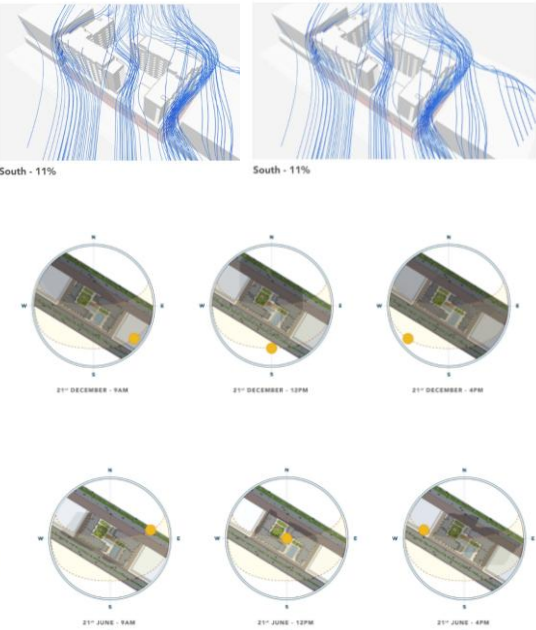 South - 11%
South - 11%
N
N
N
W
E
W
E
W
E
S
S
S
21ST DECEMBER - 9AM
21ST DECEMBER - 12PM
21ST DECEMBER - 4PM
N
N
N
W
E
W
E
W
E
S
S
S
21ST JUNE - 9AM
21ST JUNE - 12PM
21ST JUNE - 4PM